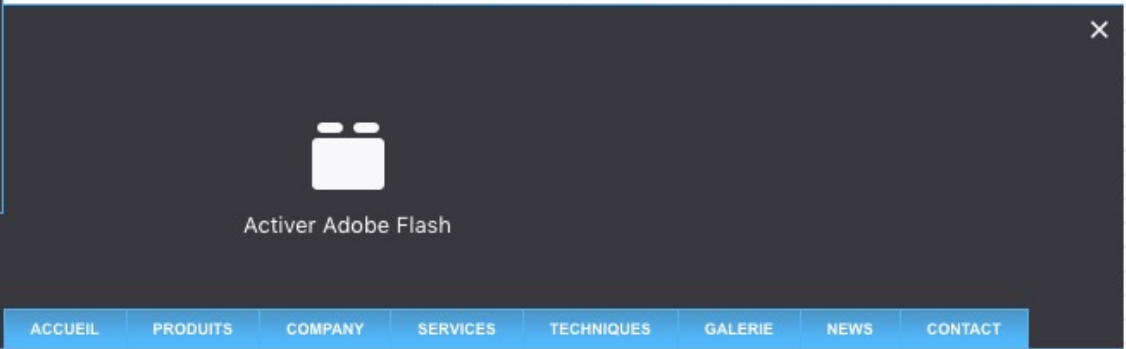 Activer Adobe Flash
ACCUEIL PRODUITS COMPANY SERVICES TECHNIQUES GALERIE NEWS CONTACT